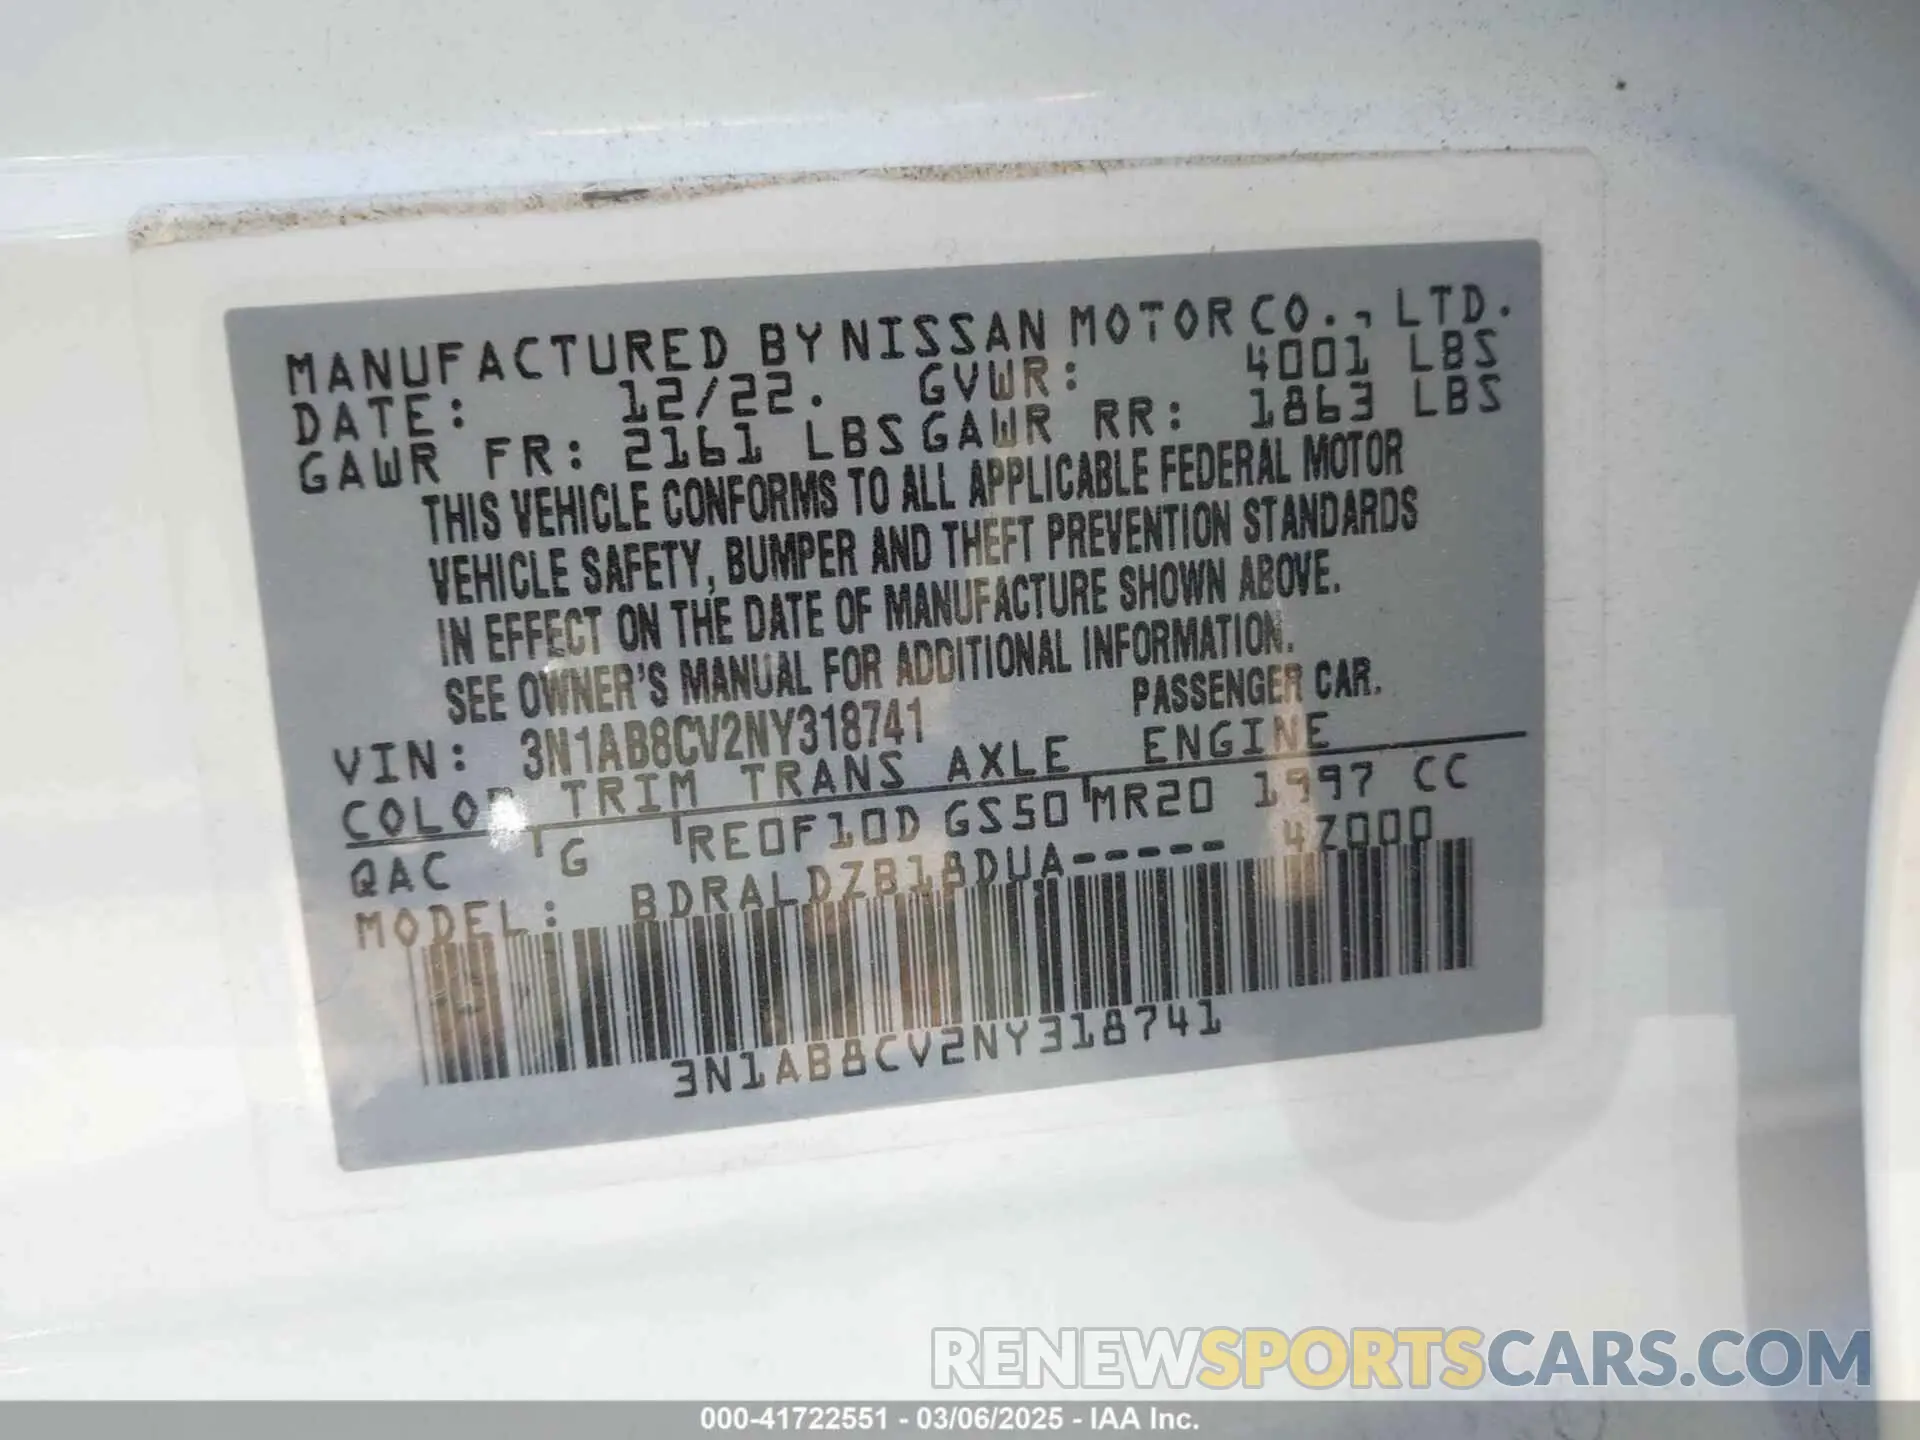 MANUFACTURED BY NISSAN MOTOR CO., LTD.
DATE: 12/22. GVWR: 4001 LBS
GAWR FR: 2161 LBS GAWR RR: 1863 LBS
THIS VEHICLE CONFORMS TO ALL APPLICABLE FEDERAL MOTOR
VEHICLE SAFETY, BUMPER AND THEFT PREVENTION STANDARDS
IN EFFECT ON THE DATE OF MANUFACTURE SHOWN ABOVE.
SEE OWNER'S MANUAL FOR ADDITIONAL INFORMATION.
VIN: 3N1AB8CV2NY318741 PASSENGER CAR.
COLOR TRIM TRANS AXLE ENGINE
QAC G RE0F10D GS50 MR20 1997 CC
MODEL: BDRALDZB18DUA----- 4Z000
3N1AB8CV2NY318741
RENEWSPORTSCARS.COM
000-41722551 - 03/06/2025 - IAA Inc.